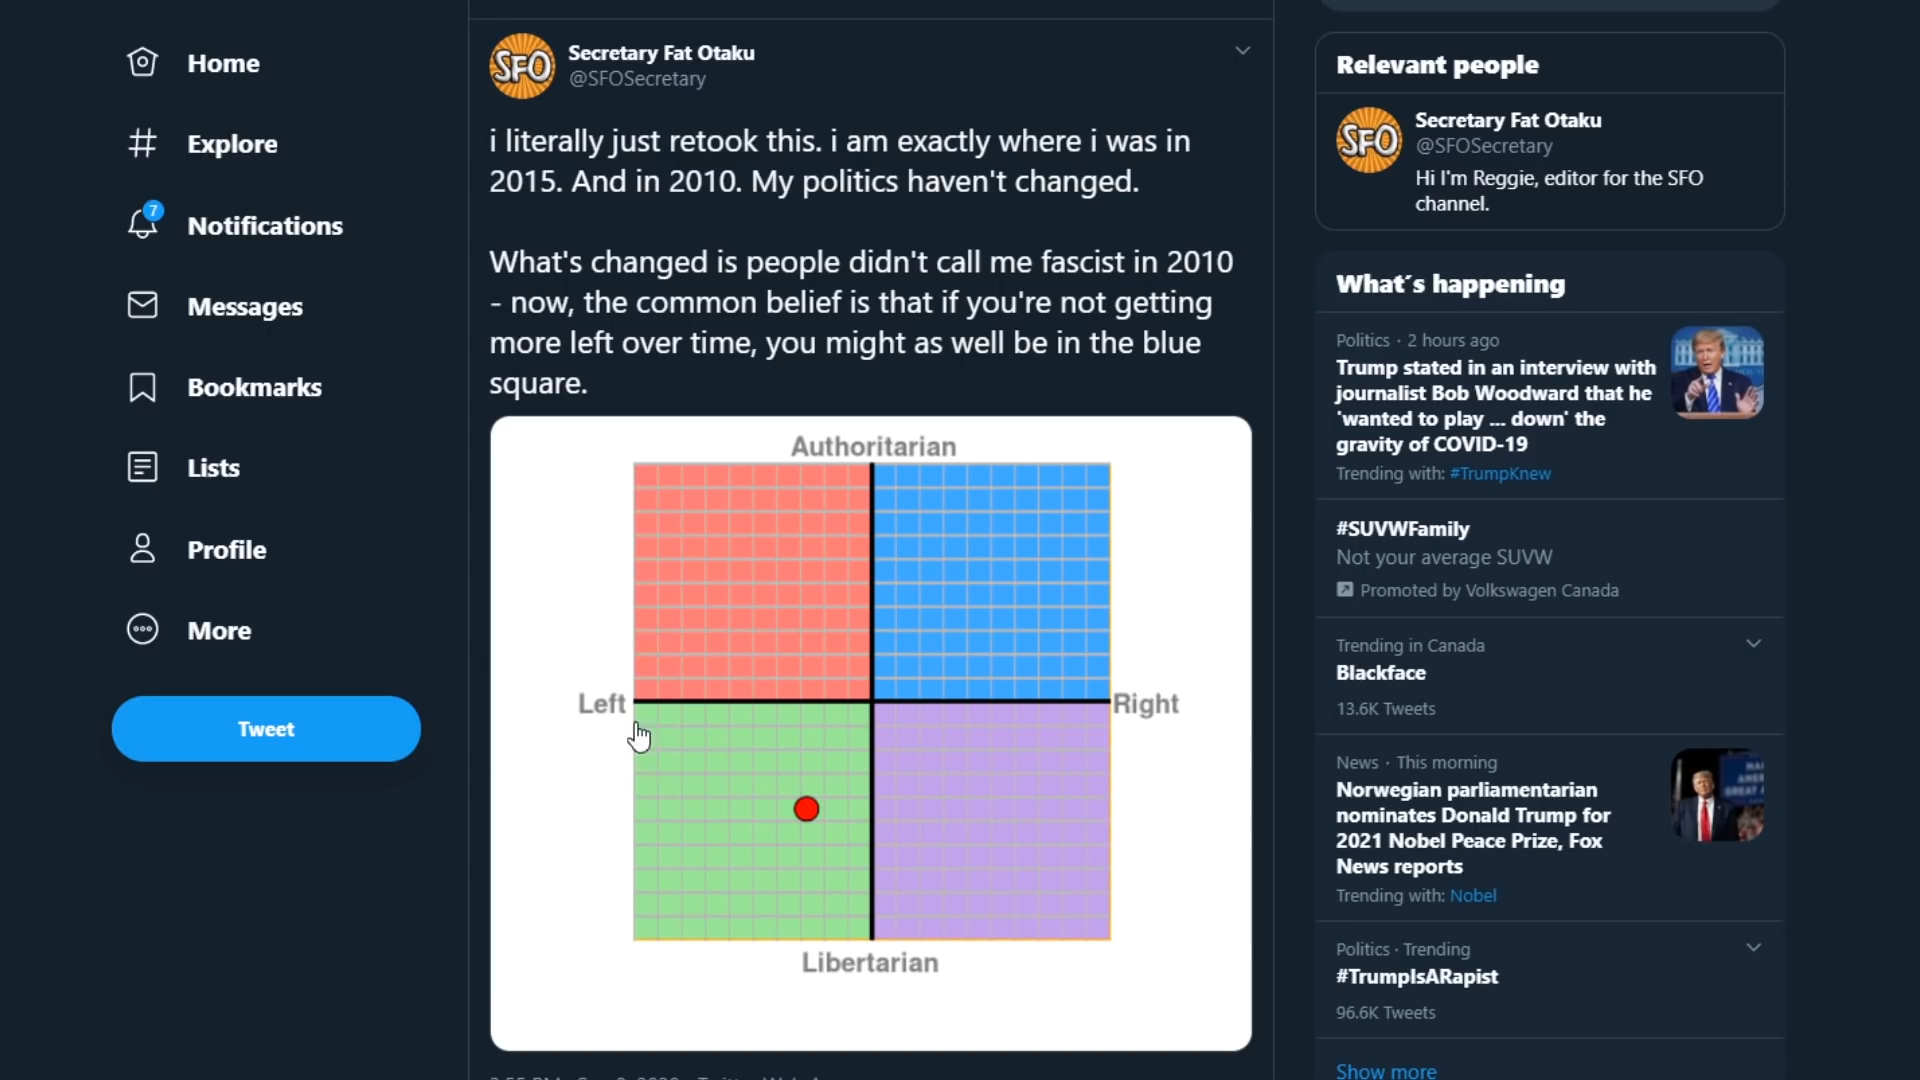 Home
Explore
7
Notifications
Messages
Bookmarks
Lists
Profile
More
Tweet
SFO
Secretary Fat Otaku
@SFOSecretary
i literally just retook this. i am exactly where i was in
2015. And in 2010. My politics haven't changed.
What's changed is people didn't call me fascist in 2010
- now, the common belief is that if you're not getting
more left over time, you might as well be in the blue
square.
Authoritarian
Left
Right
Libertarian
Relevant people
SFO
Secretary Fat Otaku
@SFOSecretary
Hi I'm Reggie, editor for the SFO
channel.
What´s happening
Politics · 2 hours ago
Trump stated in an interview with
journalist Bob Woodward that he
'wanted to play ... down' the
gravity of COVID-19
Trending with: #TrumpKnew
#SUVWFamily
Not your average SUVW
Promoted by Volkswagen Canada
Trending in Canada
Blackface
13.6K Tweets
News · This morning
Norwegian parliamentarian
nominates Donald Trump for
2021 Nobel Peace Prize, Fox
News reports
Trending with: Nobel
Politics · Trending
#TrumpIsARapist
96.6K Tweets
Show more